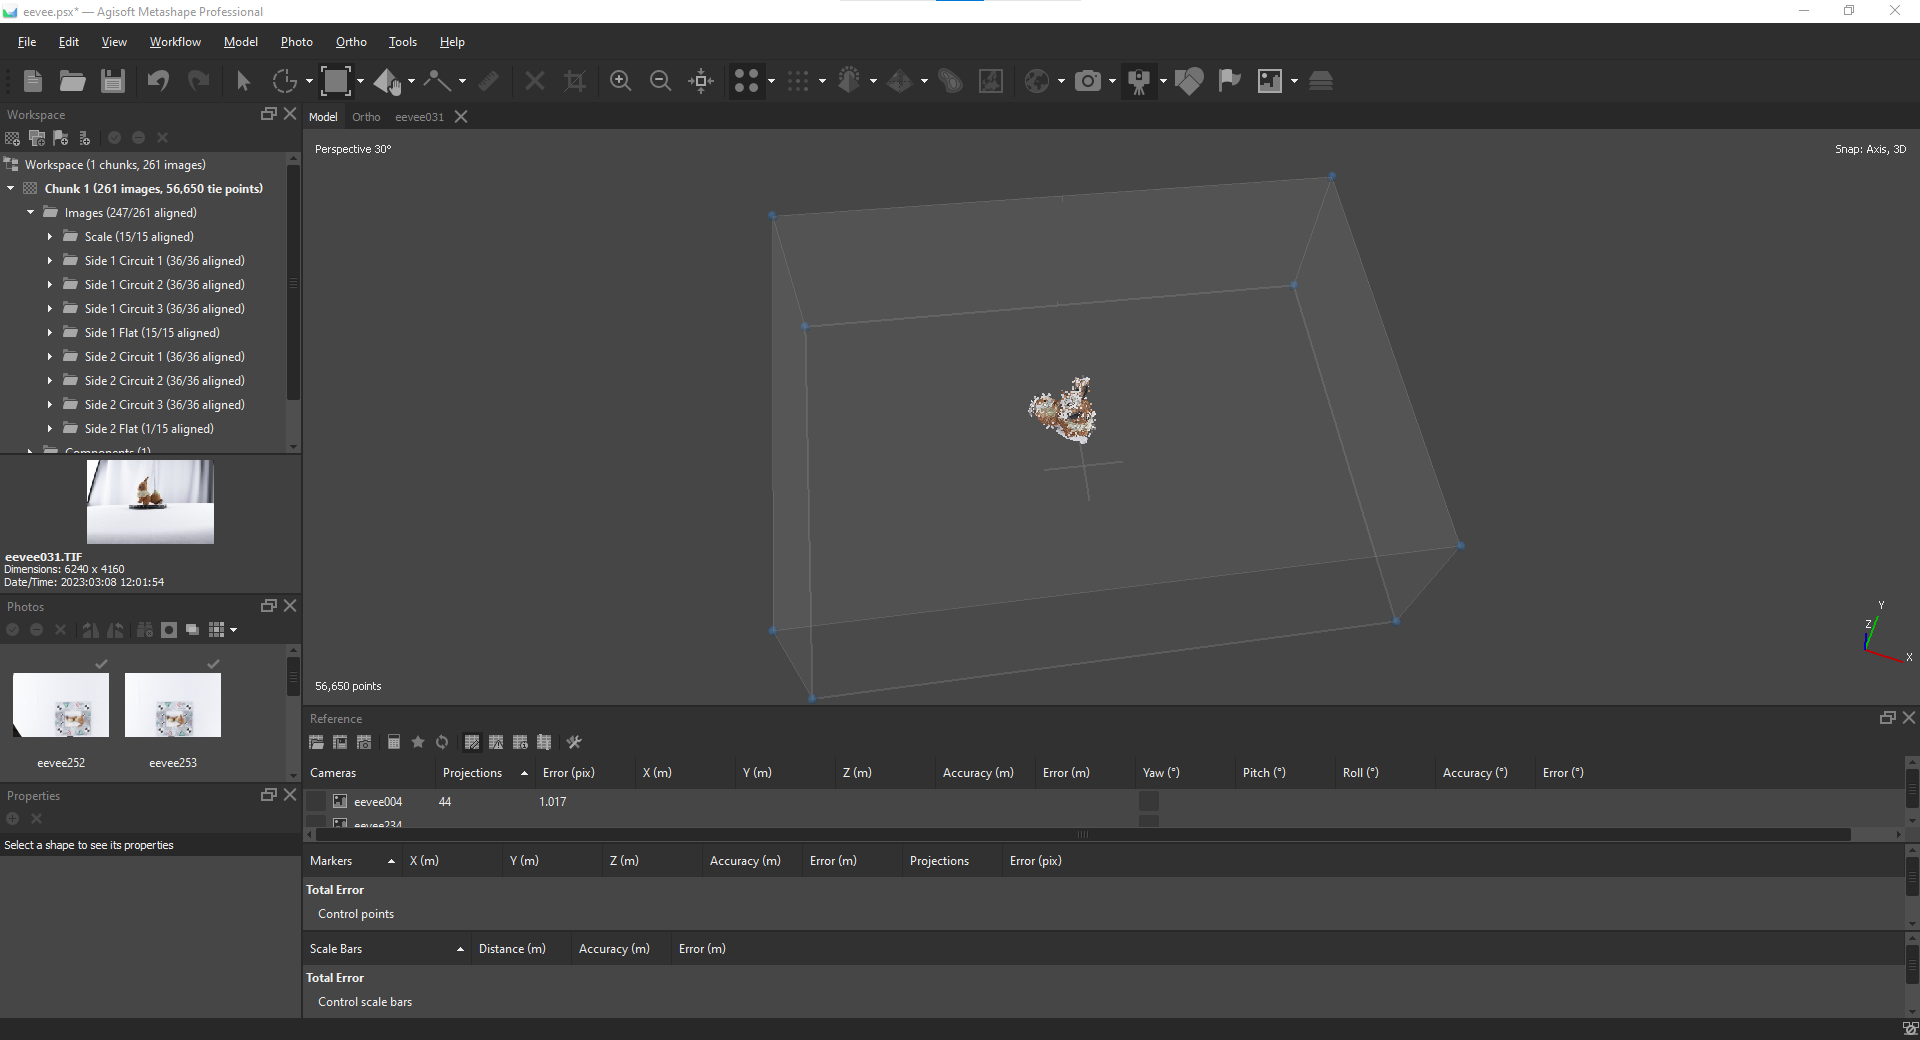 eevee.psx* — Agisoft Metashape Professional
File Edit View Workflow Model Photo Ortho Tools Help
Workspace
Workspace (1 chunks, 261 images)
Chunk 1 (261 images, 56,650 tie points)
Images (247/261 aligned)
Scale (15/15 aligned)
Side 1 Circuit 1 (36/36 aligned)
Side 1 Circuit 2 (36/36 aligned)
Side 1 Circuit 3 (36/36 aligned)
Side 1 Flat (15/15 aligned)
Side 2 Circuit 1 (36/36 aligned)
Side 2 Circuit 2 (36/36 aligned)
Side 2 Circuit 3 (36/36 aligned)
Side 2 Flat (1/15 aligned)
Components (1)
eevee031.TIF
Dimensions: 6240 x 4160
Date/Time: 2023:03:08 12:01:54
Photos
eevee252 eevee253
Properties
Select a shape to see its properties
Model Ortho eevee031
Perspective 30° Snap: Axis, 3D
Y
Z
X
56,650 points
Reference
Cameras Projections Error (pix) X (m) Y (m) Z (m) Accuracy (m) Error (m) Yaw (°) Pitch (°) Roll (°) Accuracy (°) Error (°)
eevee004 44 1.017
eevee234
Markers X (m) Y (m) Z (m) Accuracy (m) Error (m) Projections Error (pix)
Total Error
Control points
Scale Bars Distance (m) Accuracy (m) Error (m)
Total Error
Control scale bars